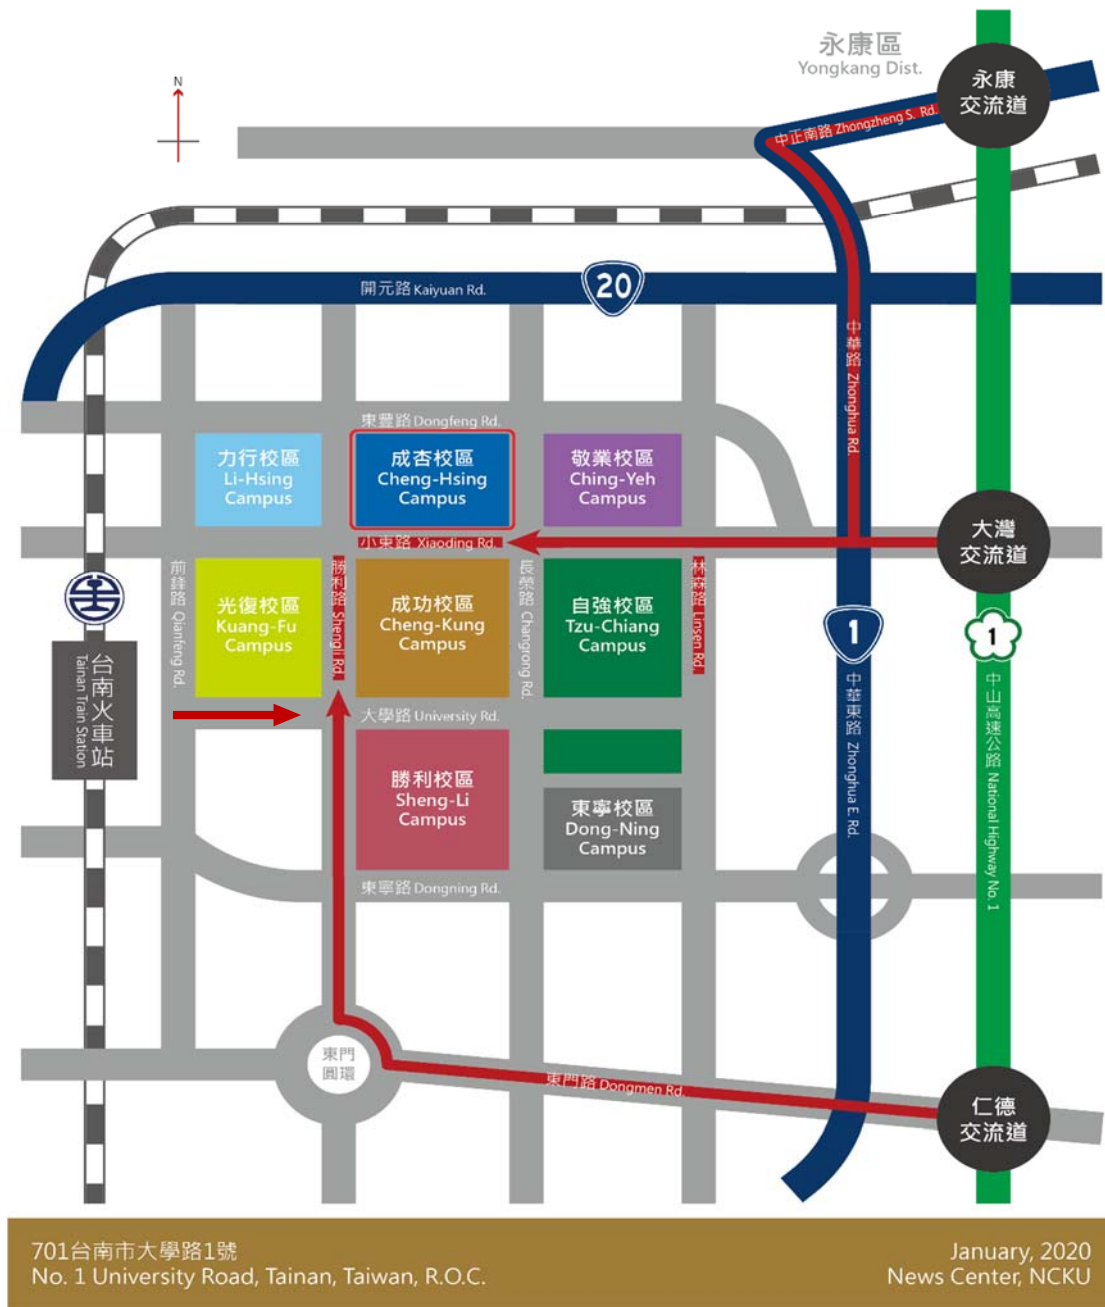 永康區
Yongkang Dist.
永康
交流道
N
中正南路 Zhongzheng S. Rd.
開元路 Kaiyuan Rd.
20
中華路 Zhonghua Rd.
東豐路 Dongfeng Rd.
力行校區
Li-Hsing
Campus
成杏校區
Cheng-Hsing
Campus
敬業校區
Ching-Yeh
Campus
小東路 Xiaoding Rd.
大灣
交流道
前鋒路 Qianfeng Rd.
勝利路 Shengli Rd.
長榮路 Changrong Rd.
林森路 Linsen Rd.
光復校區
Kuang-Fu
Campus
成功校區
Cheng-Kung
Campus
自強校區
Tzu-Chiang
Campus
1
1
台南火車站
Tainan Train Station
中華東路 Zhonghua E. Rd.
中山高速公路 National Highway No. 1
大學路 University Rd.
勝利校區
Sheng-Li
Campus
東寧校區
Dong-Ning
Campus
東寧路 Dongning Rd.
東門
圓環
東門路 Dongmen Rd.
仁德
交流道
701台南市大學路1號
No. 1 University Road, Tainan, Taiwan, R.O.C.
January, 2020
News Center, NCKU